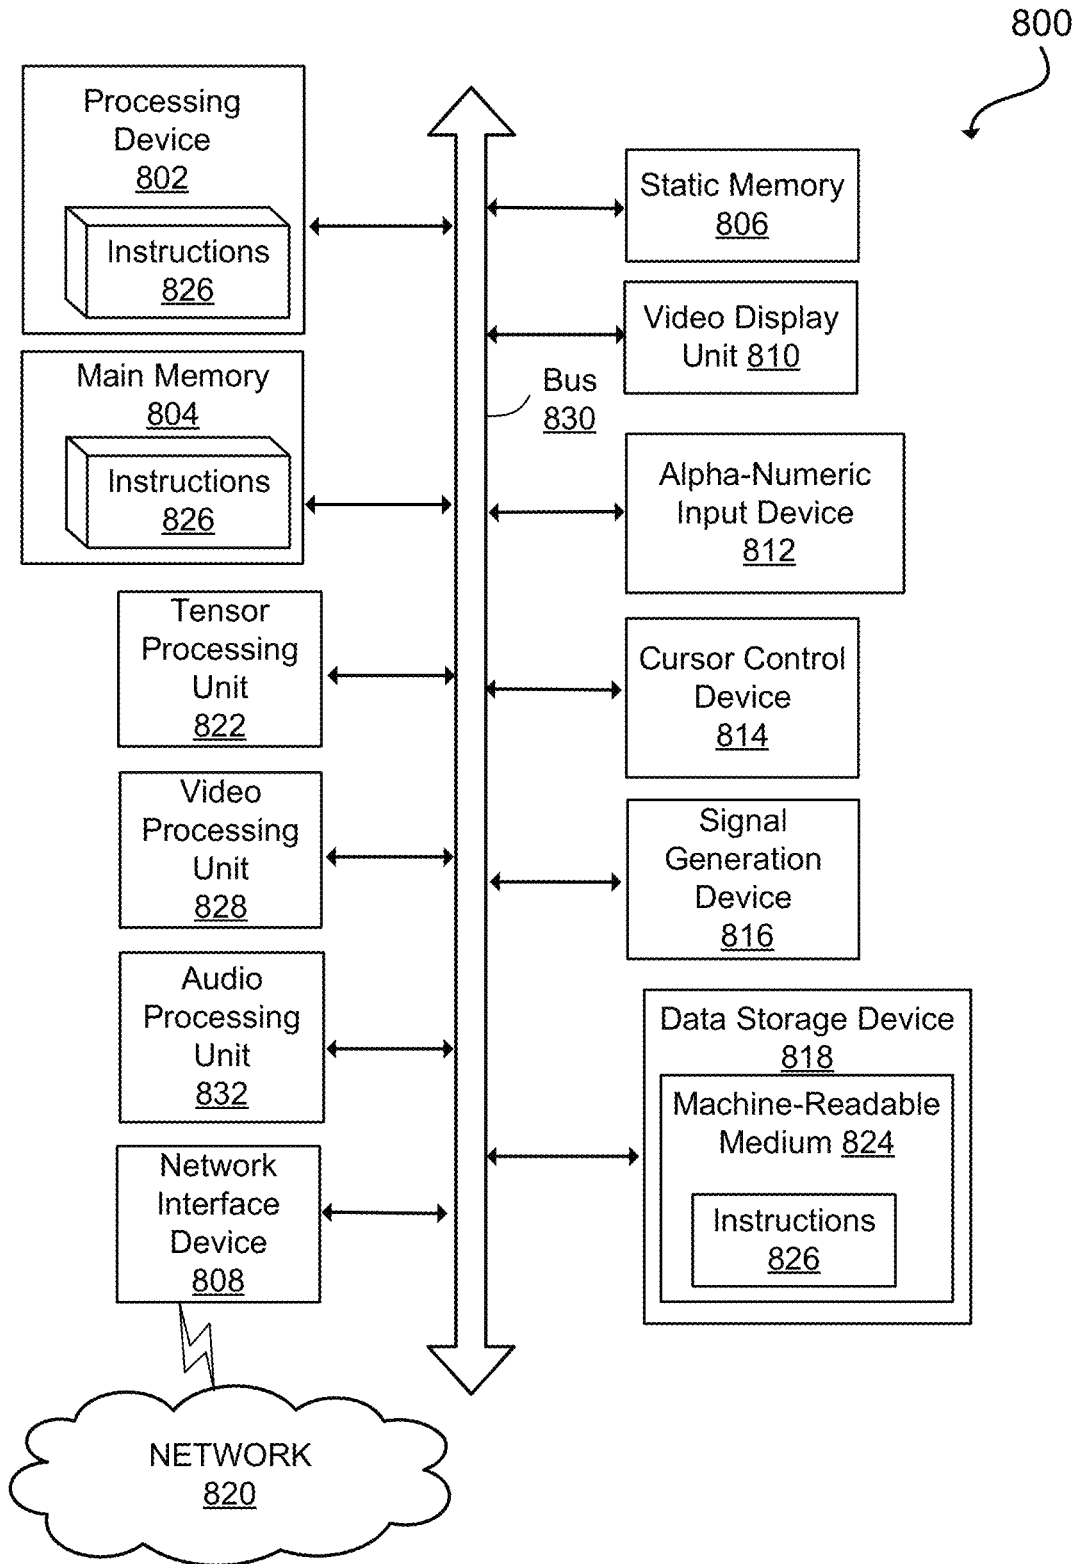 800
Processing
Device
802
Instructions
826
Main Memory
804
Instructions
826
Tensor
Processing
Unit
822
Video
Processing
Unit
828
Audio
Processing
Unit
832
Network
Interface
Device
808
NETWORK
820
Bus
830
Static Memory
806
Video Display
Unit 810
Alpha-Numeric
Input Device
812
Cursor Control
Device
814
Signal
Generation
Device
816
Data Storage Device
818
Machine-Readable
Medium 824
Instructions
826